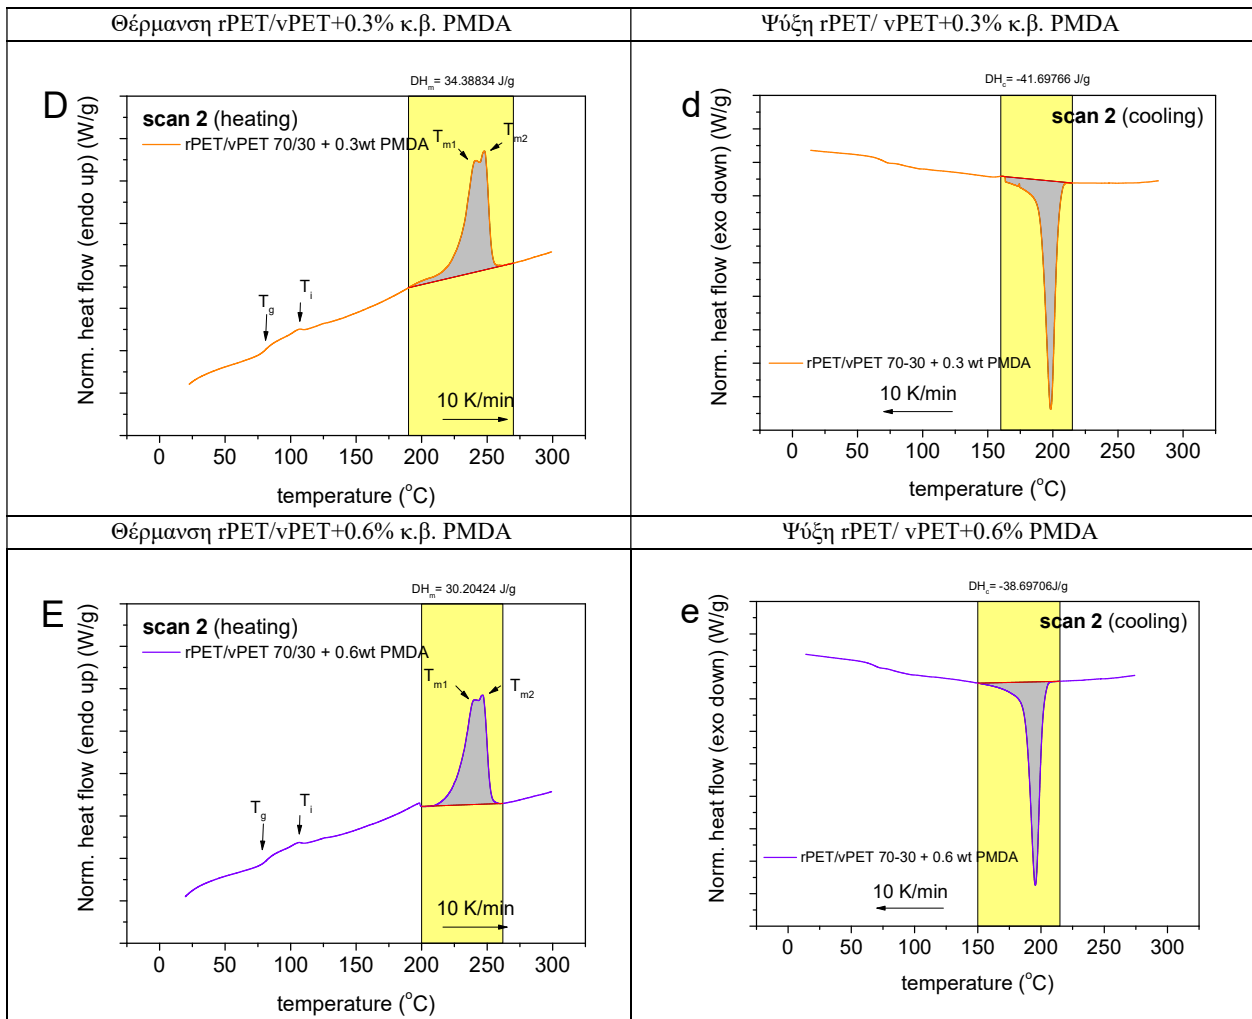 Θέρμανση rPET/vPET+0.3% κ.β. PMDA
Ψύξη rPET/ vPET+0.3% κ.β. PMDA
DHm= 34.38834 J/g
D
scan 2 (heating)
rPET/vPET 70/30 + 0.3wt PMDA
Tm1
Tm2
Tg
Ti
10 K/min
Norm. heat flow (endo up) (W/g)
0 50 100 150 200 250 300
temperature (oC)
DHc= -41.69766 J/g
d
scan 2 (cooling)
rPET/vPET 70-30 + 0.3 wt PMDA
10 K/min
Norm. heat flow (exo down) (W/g)
0 50 100 150 200 250 300
temperature (oC)
Θέρμανση rPET/vPET+0.6% κ.β. PMDA
Ψύξη rPET/ vPET+0.6% PMDA
DHm= 30.20424 J/g
E
scan 2 (heating)
rPET/vPET 70/30 + 0.6wt PMDA
Tm1
Tm2
Tg
Ti
10 K/min
Norm. heat flow (endo up) (W/g)
0 50 100 150 200 250 300
temperature (oC)
DHc= -38.69706J/g
e
scan 2 (cooling)
rPET/vPET 70-30 + 0.6 wt PMDA
10 K/min
Norm. heat flow (exo down) (W/g)
0 50 100 150 200 250 300
temperature (oC)